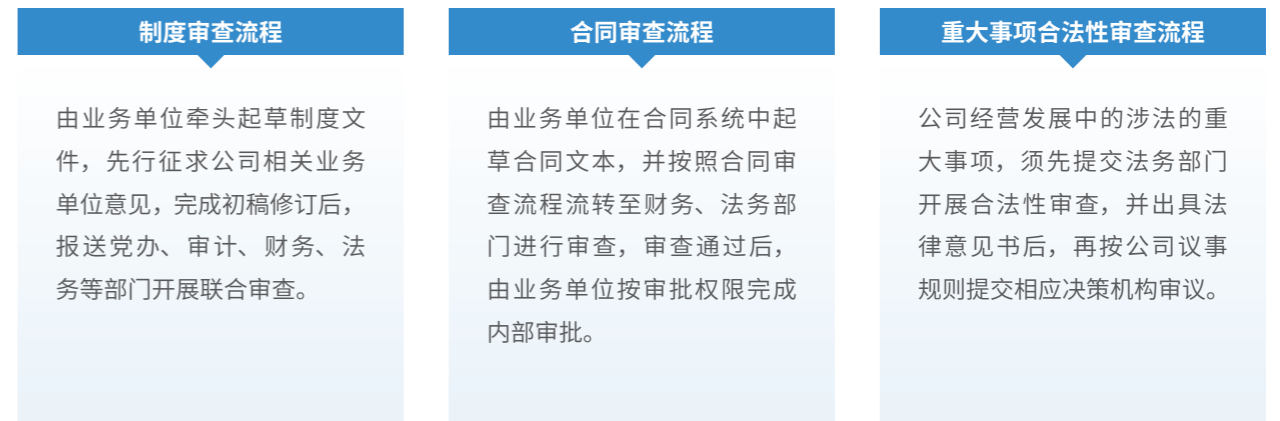 制度审查流程
由业务单位牵头起草制度文
件，先行征求公司相关业务
单位意见，完成初稿修订后，
报送党办、审计、财务、法
务等部门开展联合审查。
合同审查流程
由业务单位在合同系统中起
草合同文本，并按照合同审
查流程流转至财务、法务部
门进行审查，审查通过后，
由业务单位按审批权限完成
内部审批。
重大事项合法性审查流程
公司经营发展中的涉法的重
大事项，须先提交法务部门
开展合法性审查，并出具法
律意见书后，再按公司议事
规则提交相应决策机构审议。